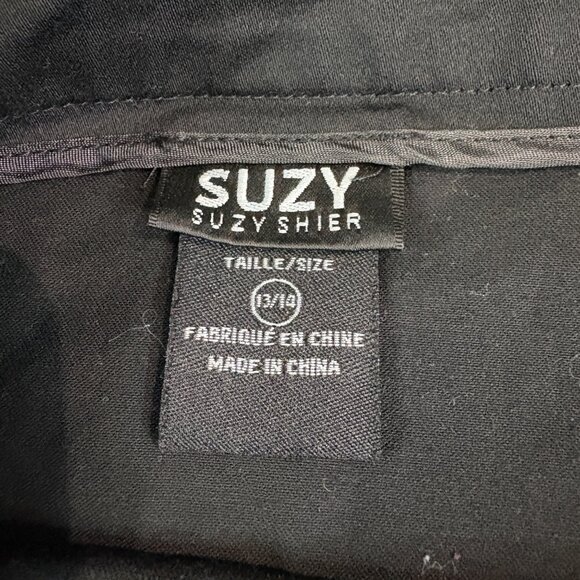 SUZY
SUZY SHIER
TAILLE/SIZE
13/14
FABRIQUÉ EN CHINE
MADE IN CHINA